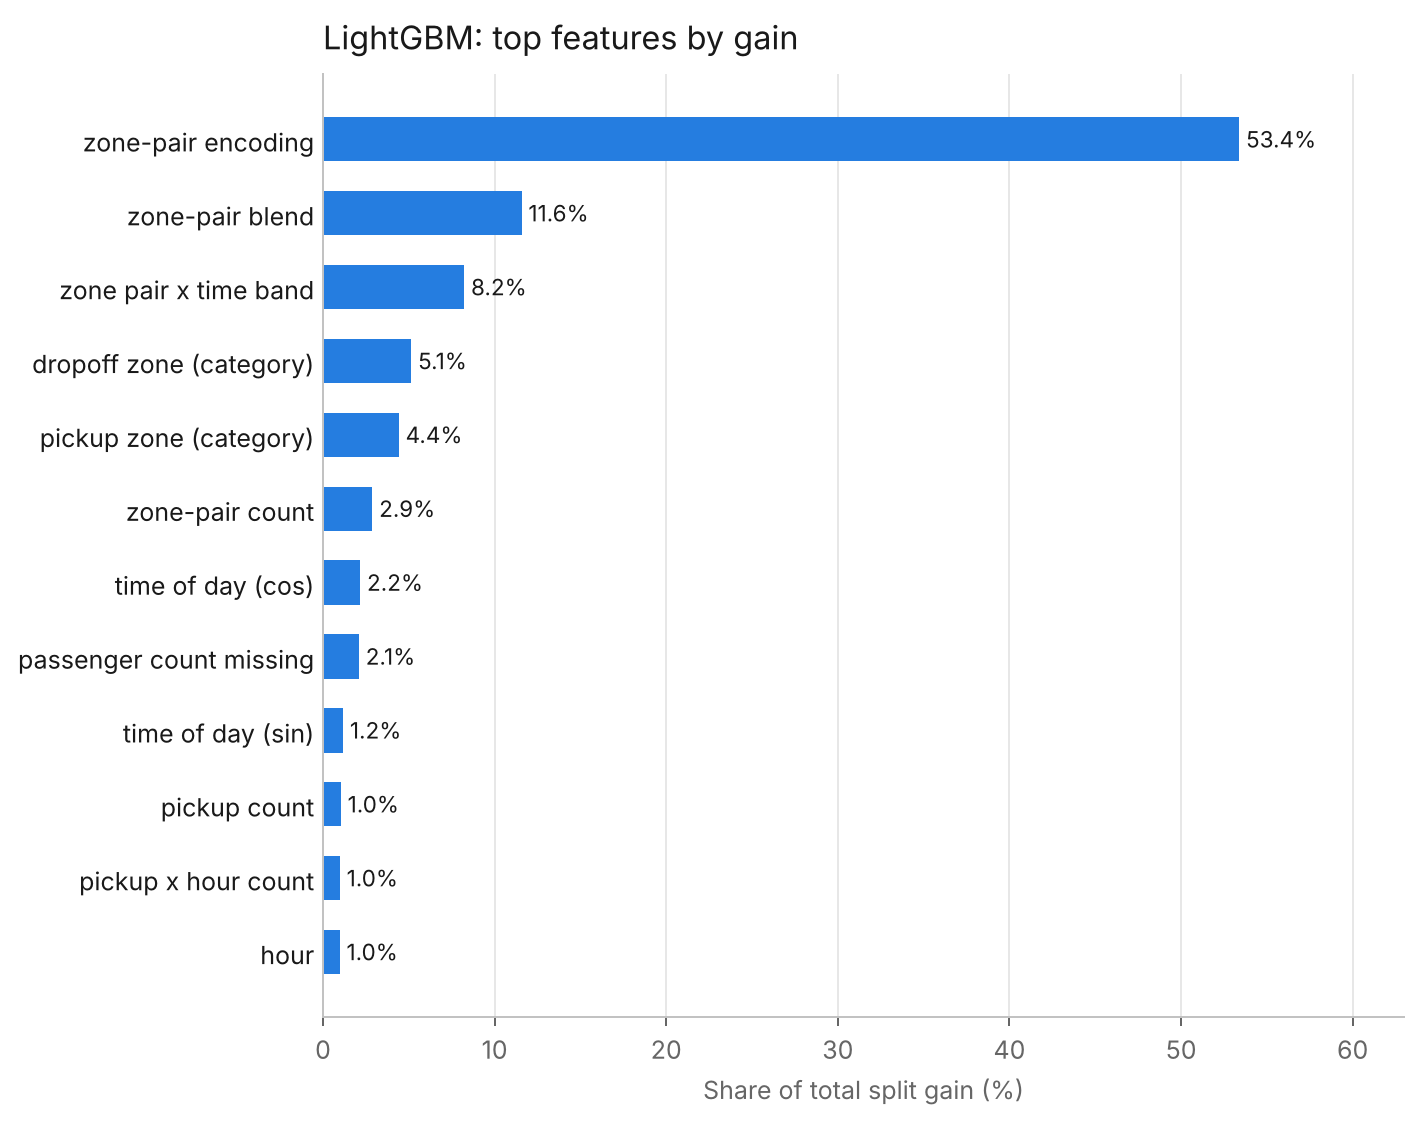 LightGBM: top features by gain
zone-pair encoding 53.4%
zone-pair blend 11.6%
zone pair x time band 8.2%
dropoff zone (category) 5.1%
pickup zone (category) 4.4%
zone-pair count 2.9%
time of day (cos) 2.2%
passenger count missing 2.1%
time of day (sin) 1.2%
pickup count 1.0%
pickup x hour count 1.0%
hour 1.0%
0 10 20 30 40 50 60
Share of total split gain (%)